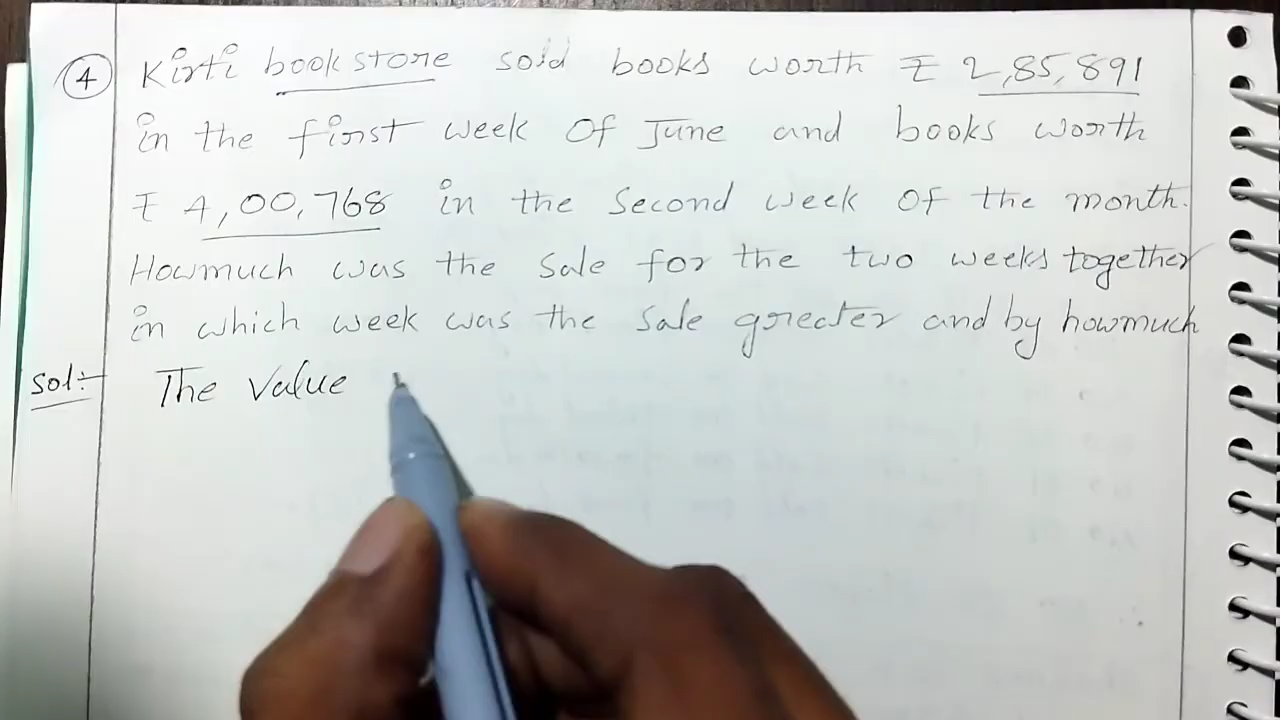 4 Kirti bookstore sold books worth ₹ 2,85,891
in the first week of June and books worth
₹ 4,00,768 in the second week of the month.
Howmuch was the sale for the two weeks together
in which week was the sale greater and by howmuch
Sol:- The Value